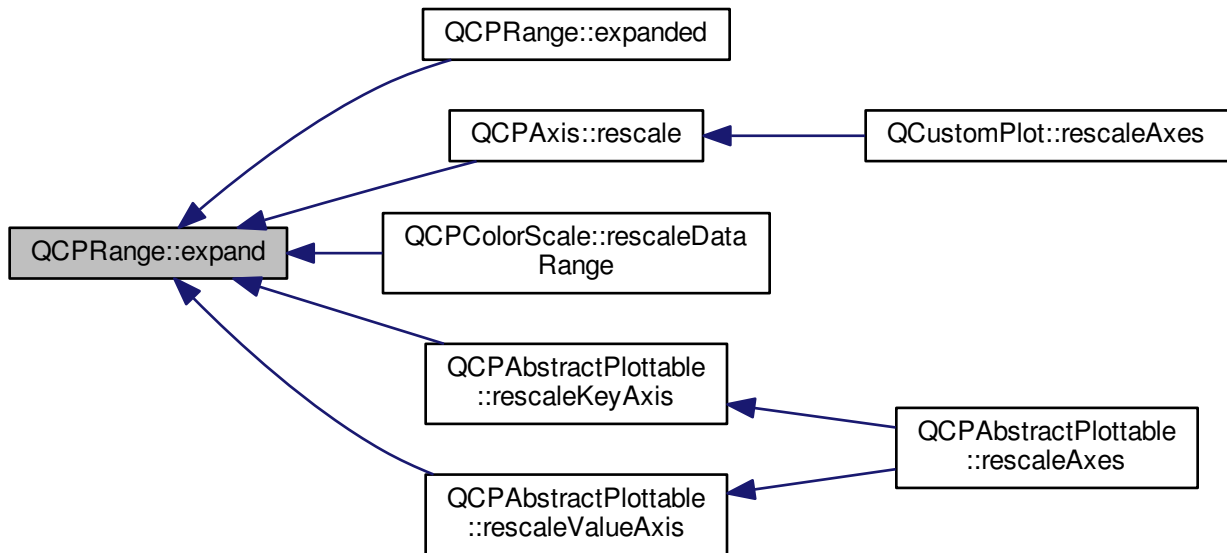 QCPRange::expanded
QCPAxis::rescale
QCustomPlot::rescaleAxes
QCPRange::expand
QCPColorScale::rescaleData
Range
QCPAbstractPlottable
::rescaleKeyAxis
QCPAbstractPlottable
::rescaleAxes
QCPAbstractPlottable
::rescaleValueAxis